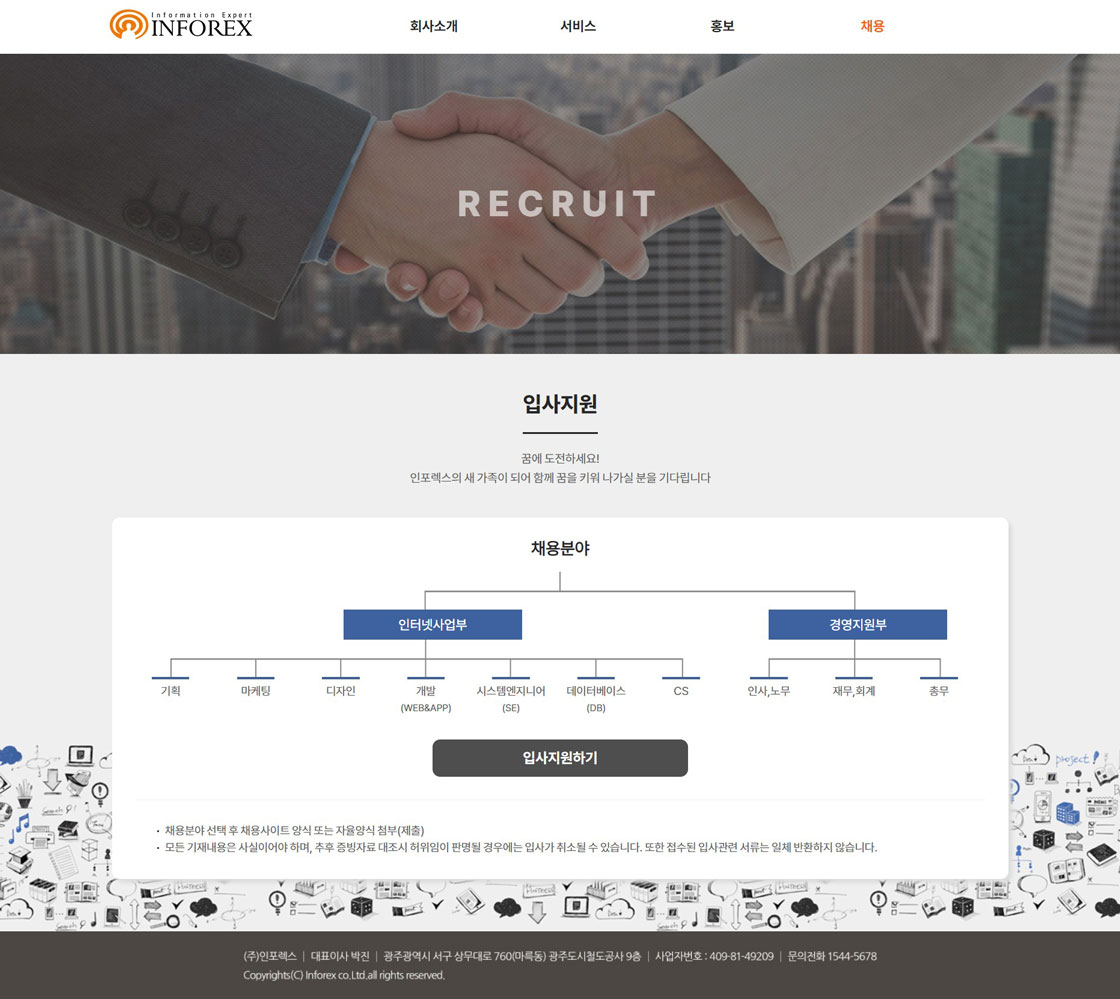 Information Expert
INFOREX
회사소개 서비스 홍보 채용
RECRUIT
입사지원
꿈에 도전하세요!
인포렉스의 새 가족이 되어 함께 꿈을 키워 나가실 분을 기다립니다
채용분야
인터넷사업부 경영지원부
기획 마케팅 디자인 개발 시스템엔지니어 데이터베이스 CS 인사,노무 재무,회계 총무
(WEB&APP) (SE) (DB)
입사지원하기
project!
· 채용분야 선택 후 채용사이트 양식 또는 자율양식 첨부(제출)
· 모든 기재내용은 사실이어야 하며, 추후 증빙자료 대조시 허위임이 판명될 경우에는 입사가 취소될 수 있습니다. 또한 접수된 입사관련 서류는 일체 반환하지 않습니다.
(주)인포렉스 | 대표이사 박진 | 광주광역시 서구 상무대로 760(마륵동) 광주도시철도공사 9층 | 사업자번호 : 409-81-49209 | 문의전화 1544-5678
Copyrights(C) Inforex co.Ltd.all rights reserved.